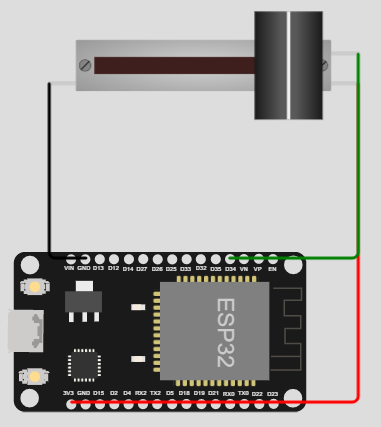 VIN GND D13 D12 D14 D27 D26 D25 D33 D32 D35 D34 VN VP EN
ESP32
3V3 GND D15 D2 D4 RX2 TX2 D5 D18 D19 D21 RX0 TX0 D22 D23